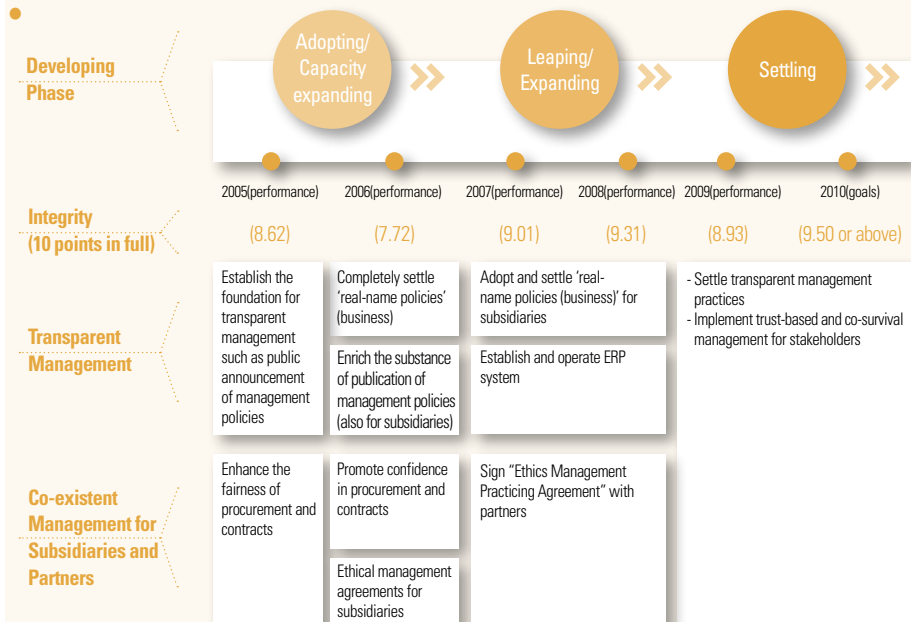 Developing
Phase
Adopting/
Capacity
expanding
Leaping/
Expanding
Settling
2005(performance)
2006(performance)
2007(performance)
2008(performance)
2009(performance)
2010(goals)
Integrity
(10 points in full)
(8.62)
(7.72)
(9.01)
(9.31)
(8.93)
(9.50 or above)
Transparent
Management
Establish the
foundation for
transparent
management
such as public
announcement
of management
policies
Completely settle
'real-name policies'
(business)
Enrich the substance
of publication of
management policies
(also for subsidiaries)
Adopt and settle 'real-
name policies (business)' for
subsidiaries
Establish and operate ERP
system
- Settle transparent management
practices
- Implement trust-based and co-survival
management for stakeholders
Co-existent
Management for
Subsidiaries and
Partners
Enhance the
fairness of
procurement and
contracts
Promote confidence
in procurement and
contracts
Ethical management
agreements for
subsidiaries
Sign "Ethics Management
Practicing Agreement" with
partners